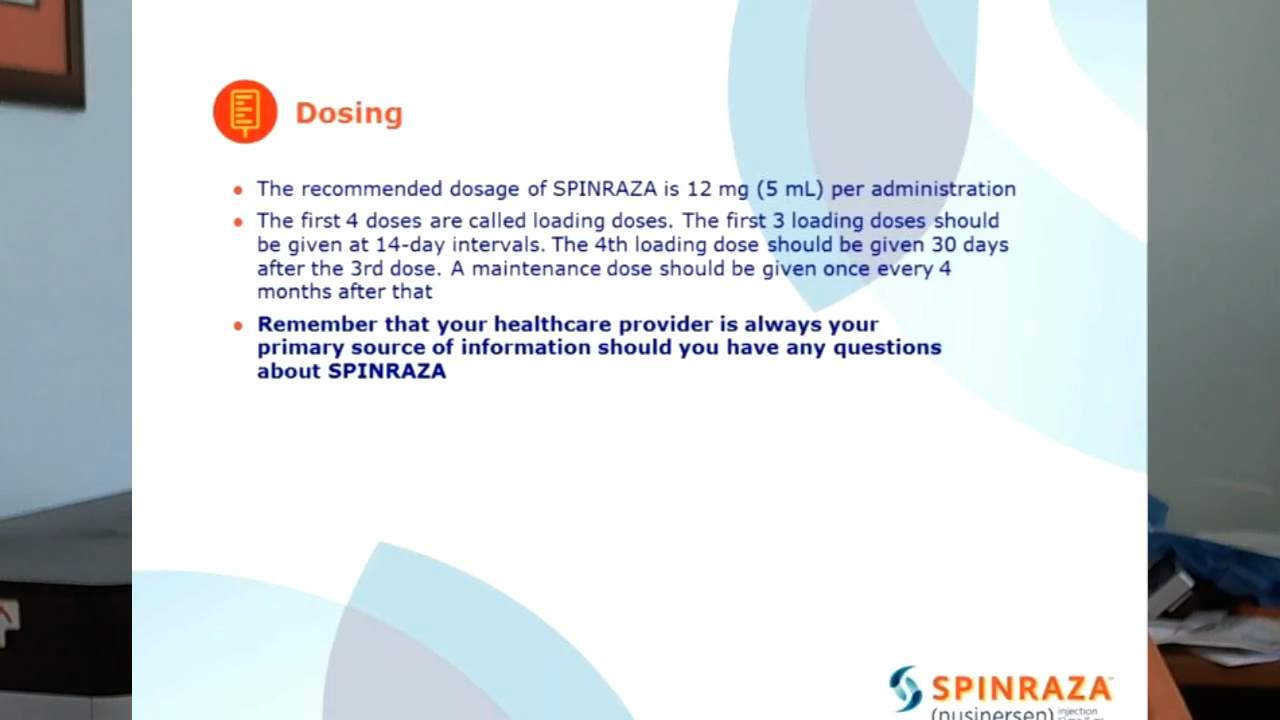 Dosing
The recommended dosage of SPINRAZA is 12 mg (5 mL) per administration
The first 4 doses are called loading doses. The first 3 loading doses should
be given at 14-day intervals. The 4th loading dose should be given 30 days
after the 3rd dose. A maintenance dose should be given once every 4
months after that
Remember that your healthcare provider is always your
primary source of information should you have any questions
about SPINRAZA
SPINRAZA
(nusinersen) injection